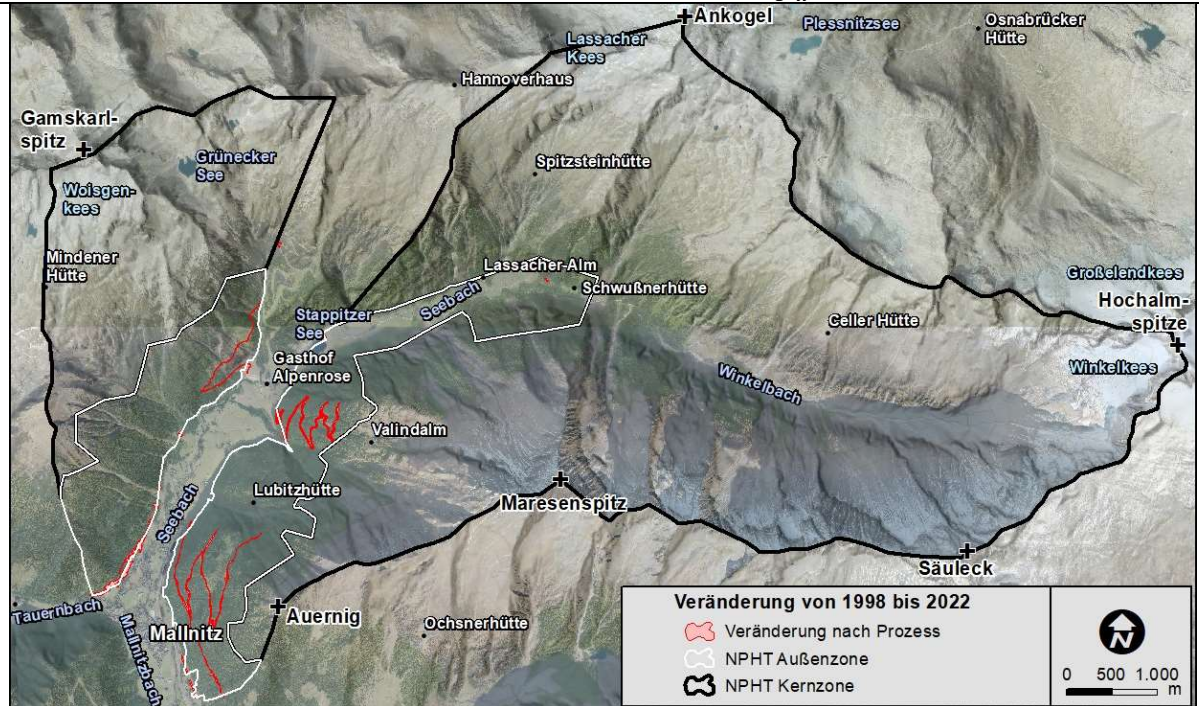 Ankogel
Plessnitzsee
Osnabrücker
Hütte
Lassacher
Kees
Hannoverhaus
Gamskarl-
spitz
Grünecker
See
Spitzsteinhütte
Woisgen-
kees
Mindener
Hütte
Lassacher-Alm
Schwußnerhütte
Seebach
Großelendkees
Hochalm-
spitze
Stappitzer
See
Celler Hütte
Gasthof
Alpenrose
Winkelkees
Winkelbach
Valindalm
Lubitzhütte
Seebach
Maresenspitz
Säuleck
Tauernbach
Mallnitzbach
Mallnitz
Auernig
Ochsnerhütte
Veränderung von 1998 bis 2022
Veränderung nach Prozess
NPHT Außenzone
NPHT Kernzone
N
0 500 1.000
m